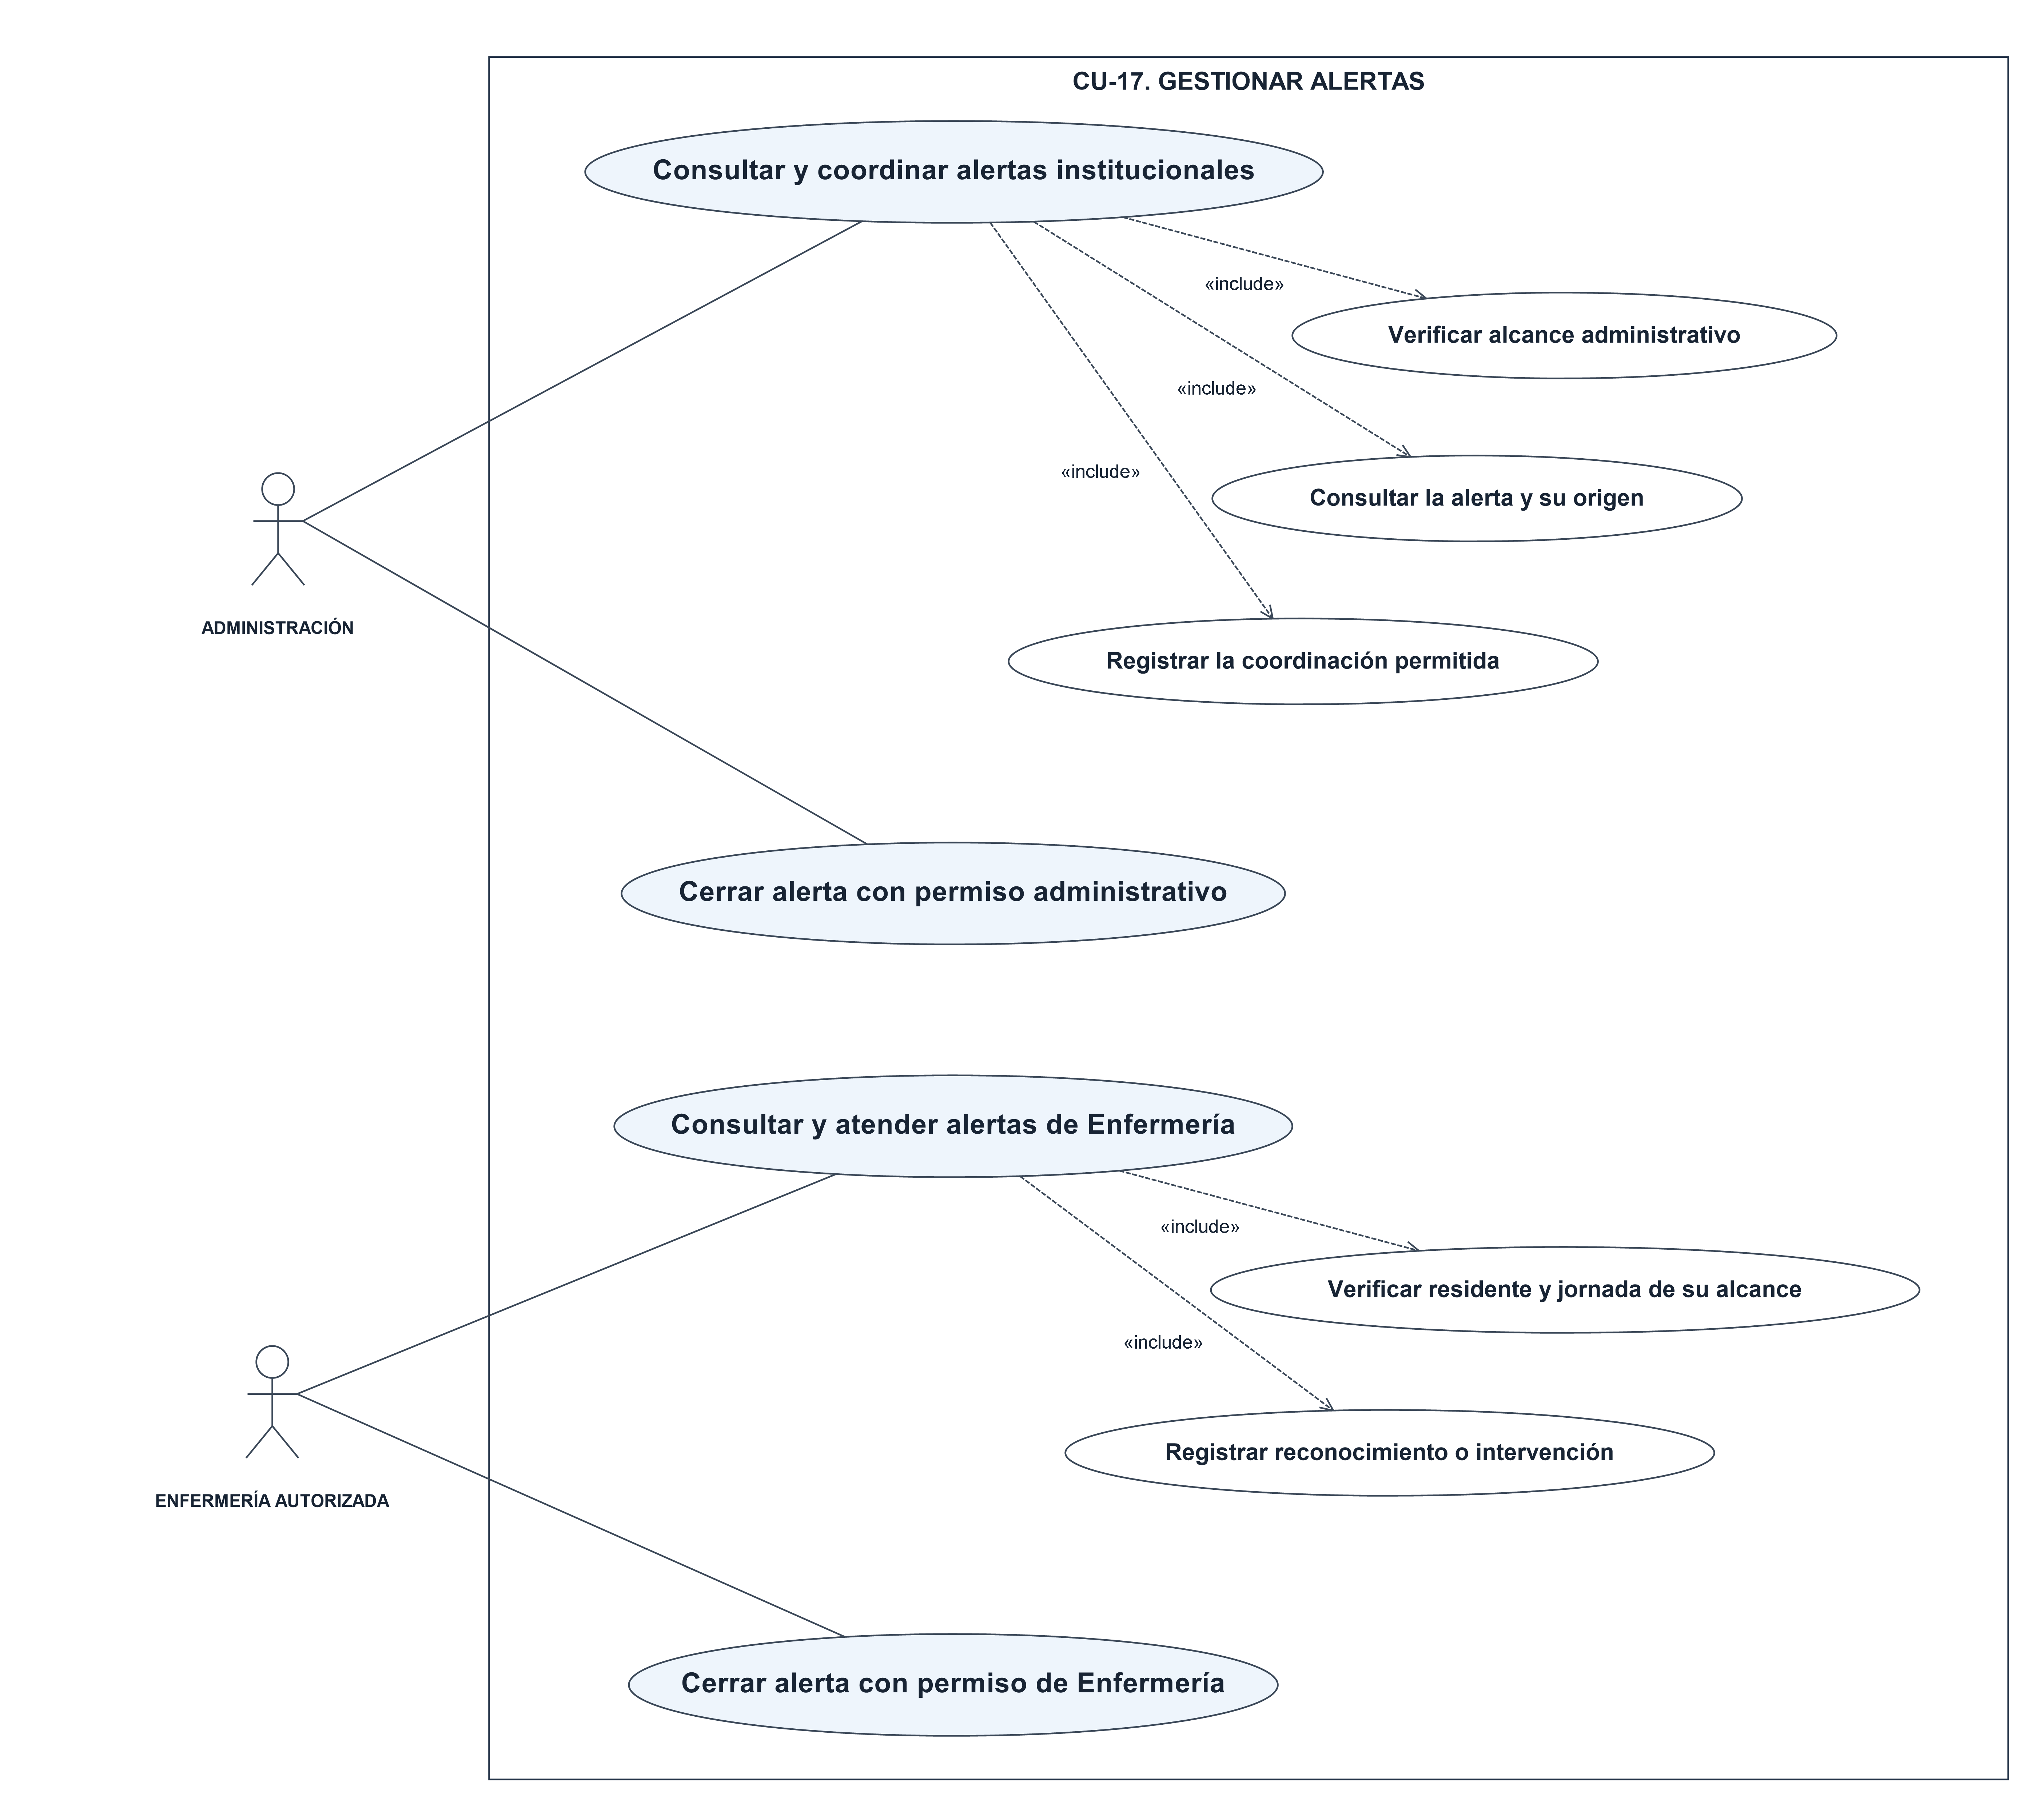 CU-17. GESTIONAR ALERTAS
Consultar y coordinar alertas institucionales
«include»
Verificar alcance administrativo
«include»
«include»
Consultar la alerta y su origen
ADMINISTRACIÓN
Registrar la coordinación permitida
Cerrar alerta con permiso administrativo
Consultar y atender alertas de Enfermería
«include»
Verificar residente y jornada de su alcance
«include»
Registrar reconocimiento o intervención
ENFERMERÍA AUTORIZADA
Cerrar alerta con permiso de Enfermería